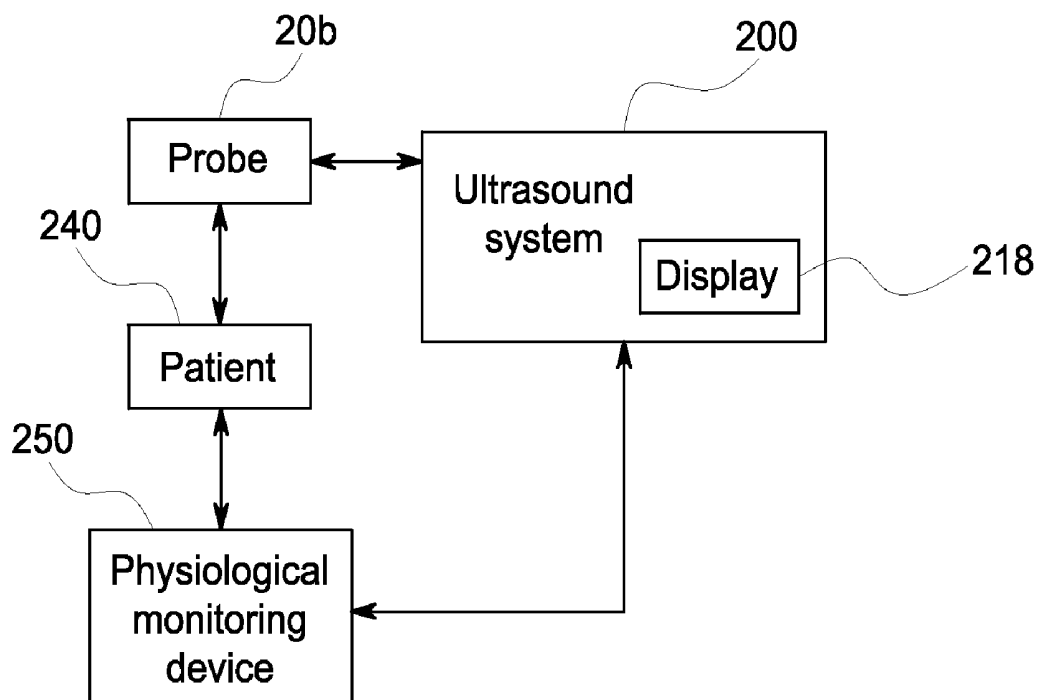 20b
200
Probe
Ultrasound
system
240
Display
218
Patient
250
Physiological
monitoring
device